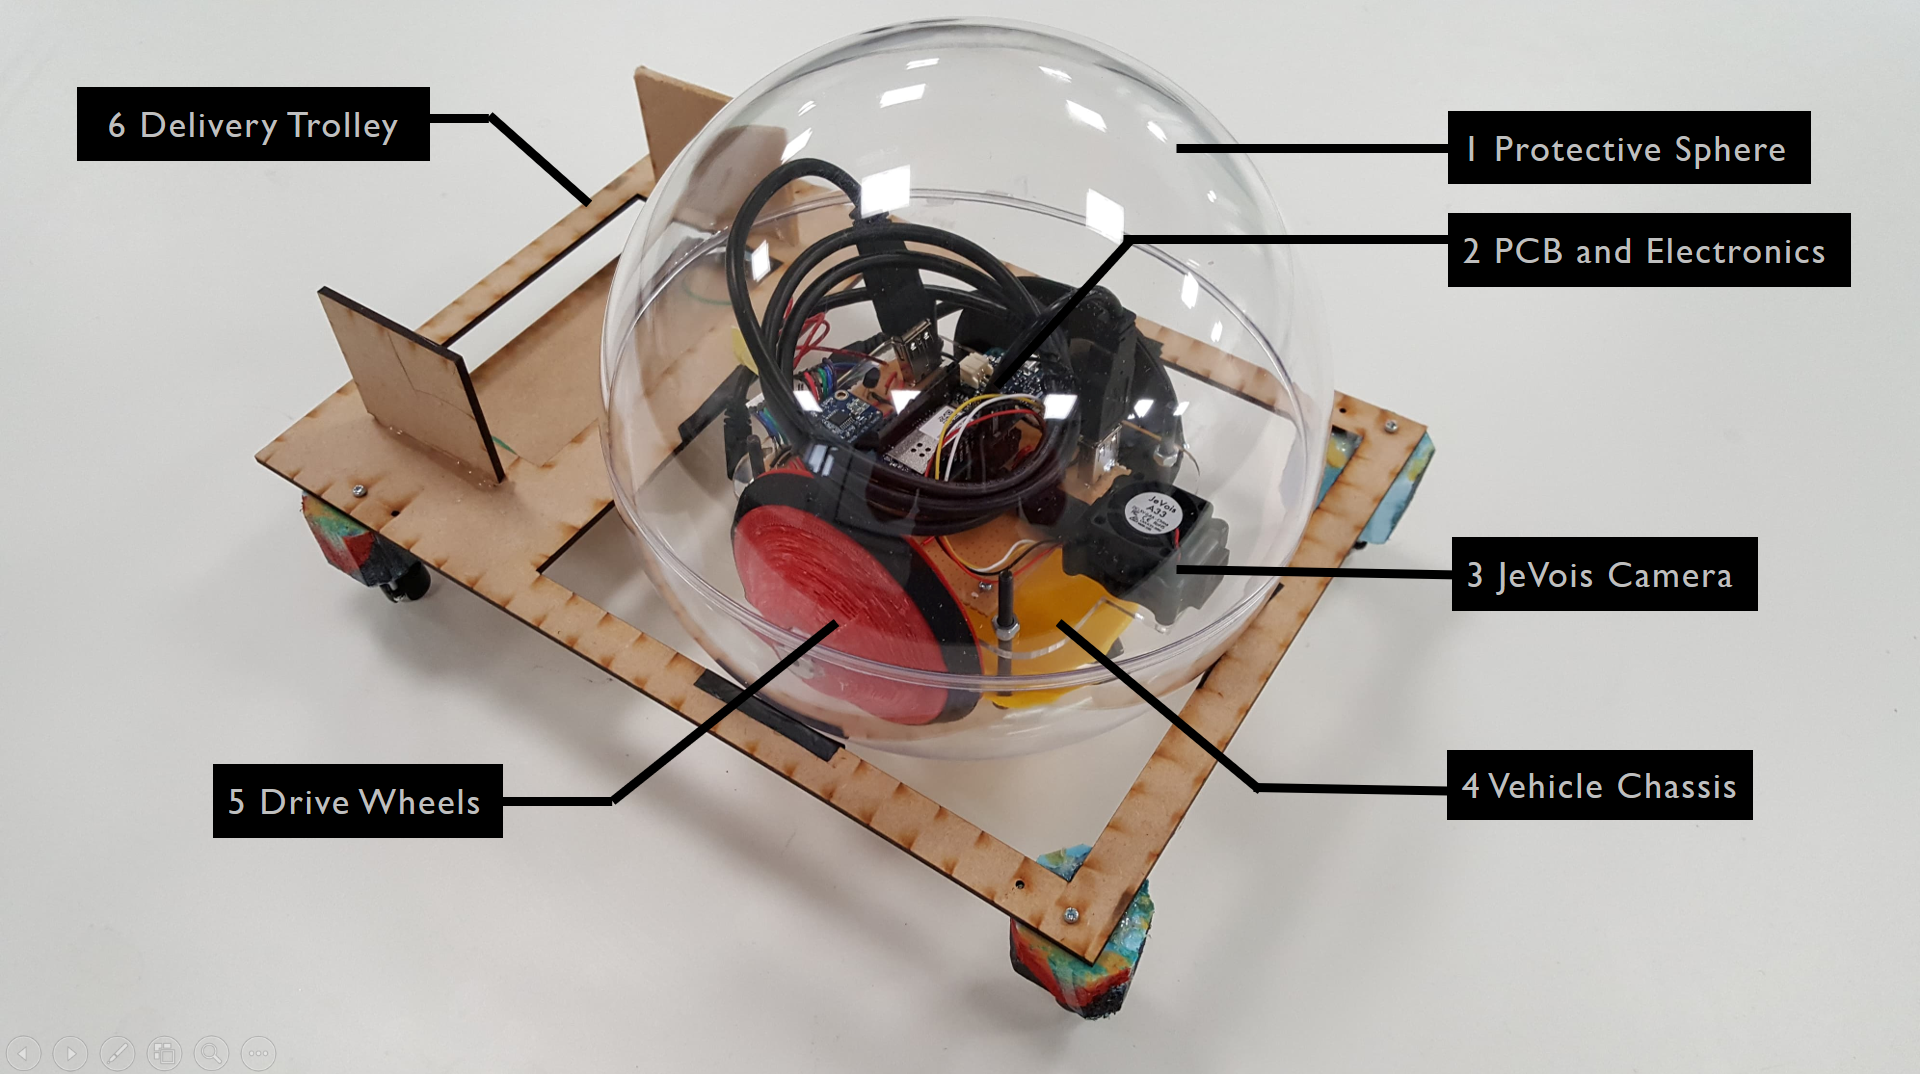 6 Delivery Trolley
1 Protective Sphere
2 PCB and Electronics
3 JeVois Camera
4 Vehicle Chassis
5 Drive Wheels
JeVois
A33